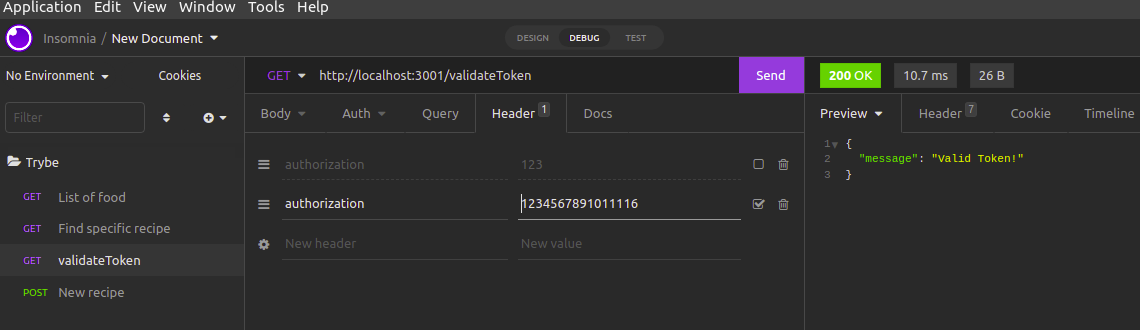 Application Edit View Window Tools Help
Insomnia / New Document
DESIGN DEBUG TEST
No Environment Cookies
GET http://localhost:3001/validateToken Send
200 OK 10.7 ms 26 B
Filter
Body Auth Query Header 1 Docs
Preview Header 7 Cookie Timeline
Trybe
GET List of food
GET Find specific recipe
GET validateToken
POST New recipe
authorization 123
authorization 1234567891011116
New header New value
1 {
2 "message": "Valid Token!"
3 }